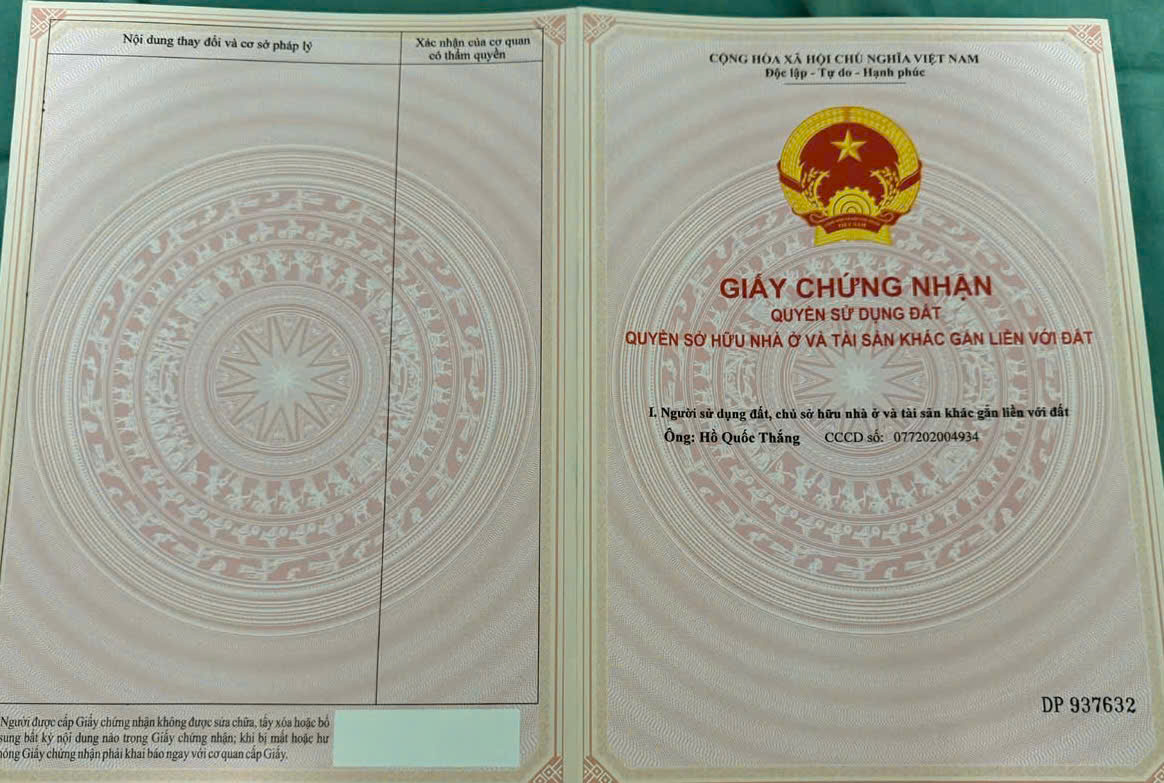 Nội dung thay đổi và cơ sở pháp lý
Xác nhận của cơ quan
có thẩm quyền
Người được cấp Giấy chứng nhận không được sửa chữa, tẩy xóa hoặc bổ
sung bất kỳ nội dung nào trong Giấy chứng nhận; khi bị mất hoặc hư
hỏng Giấy chứng nhận phải khai báo ngay với cơ quan cấp Giấy.
CỘNG HÒA XÃ HỘI CHỦ NGHĨA VIỆT NAM
Độc lập - Tự do - Hạnh phúc
VIỆT NAM
GIẤY CHỨNG NHẬN
QUYỀN SỬ DỤNG ĐẤT
QUYỀN SỞ HỮU NHÀ Ở VÀ TÀI SẢN KHÁC GẮN LIỀN VỚI ĐẤT
I. Người sử dụng đất, chủ sở hữu nhà ở và tài sản khác gắn liền với đất
Ông: Hồ Quốc Thắng CCCD số: 077202004934
DP 937632